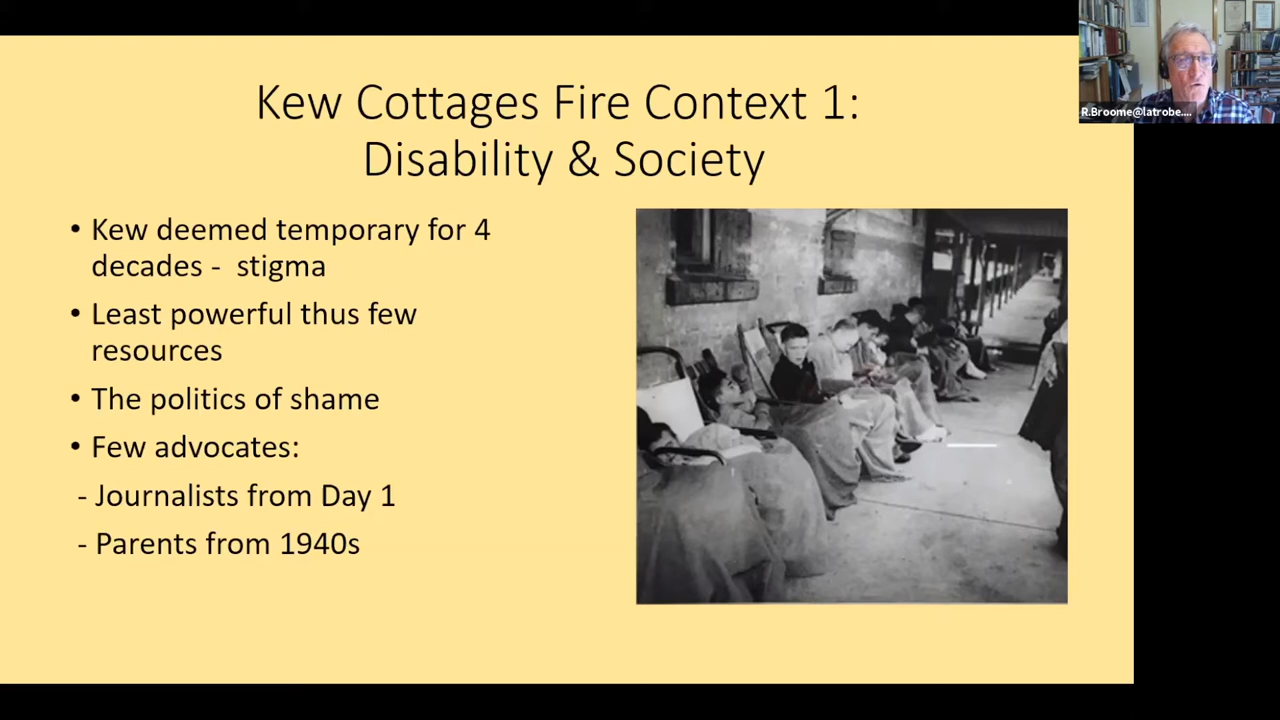 Kew Cottages Fire Context 1:
Disability & Society
• Kew deemed temporary for 4
decades - stigma
• Least powerful thus few
resources
• The politics of shame
• Few advocates:
- Journalists from Day 1
- Parents from 1940s
R.Broome@latrobe....